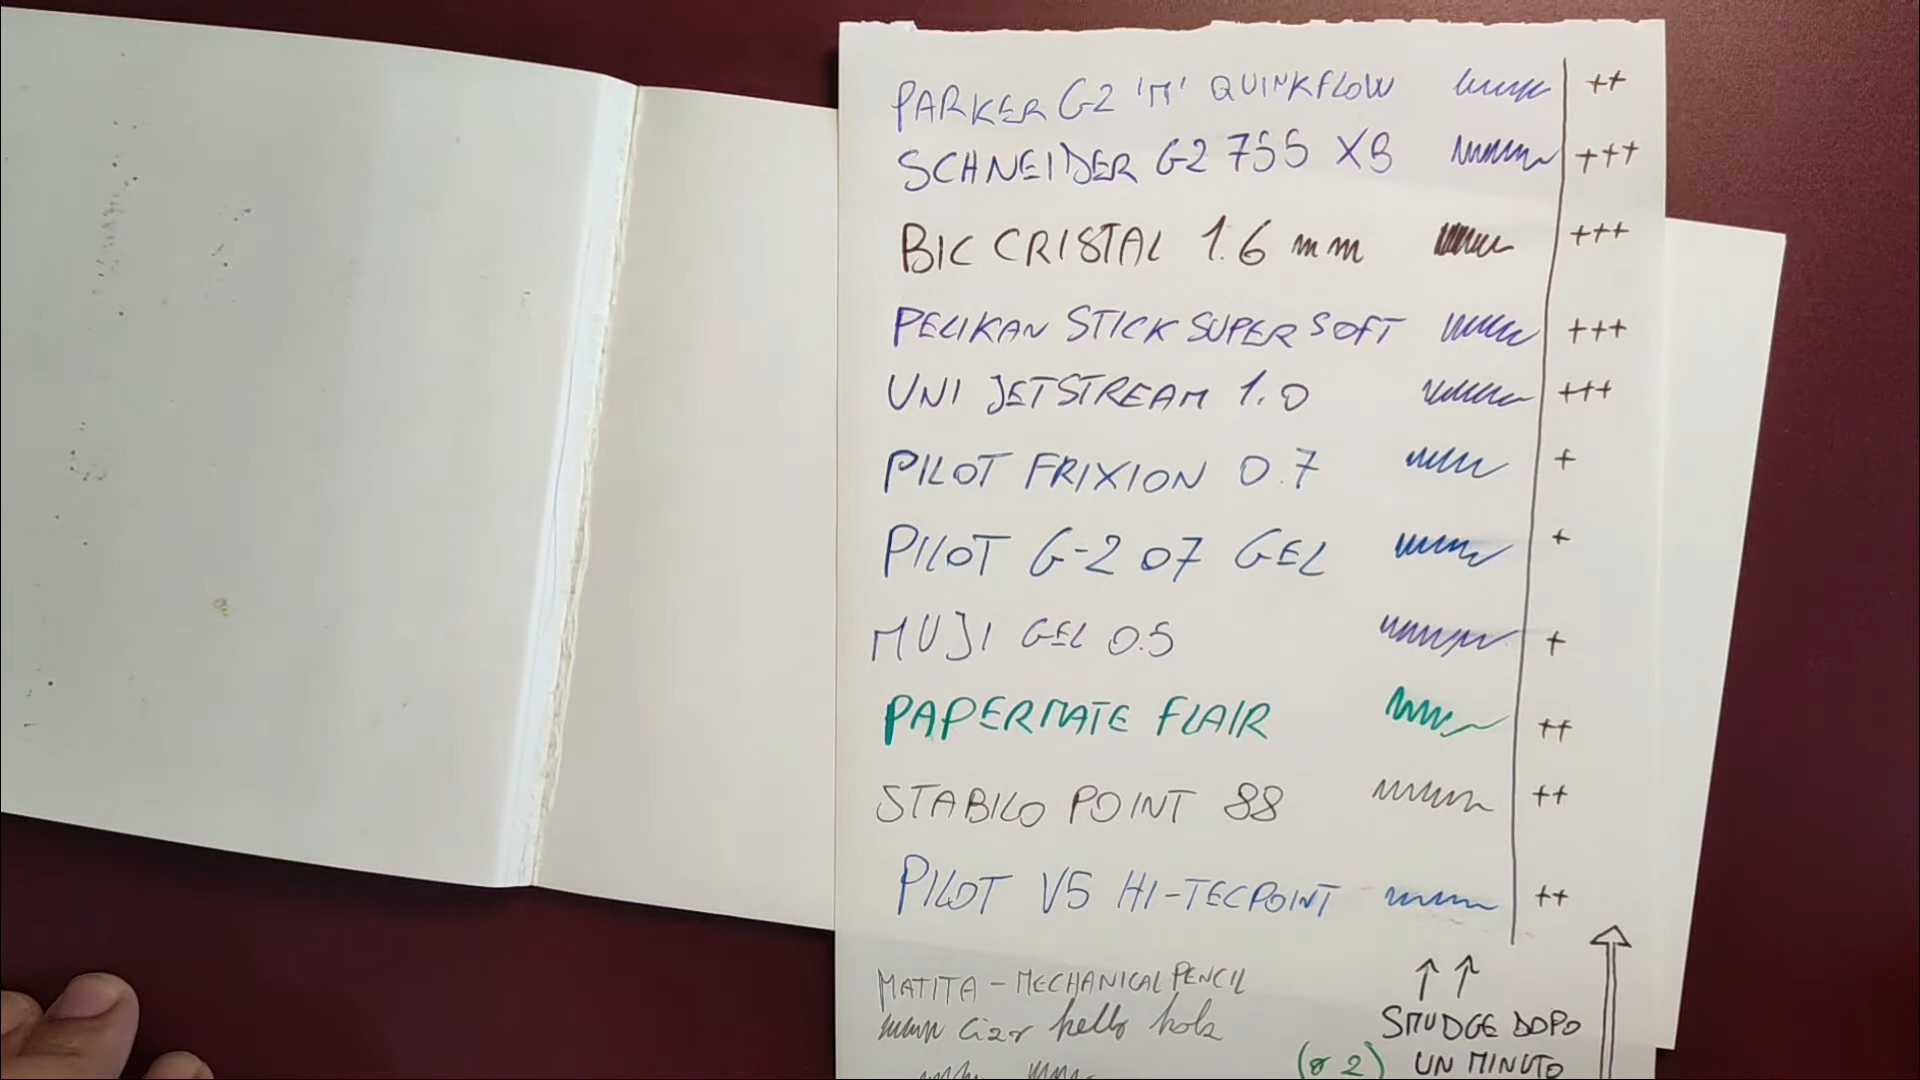 PARKER G2 'M' QUINKFLOW ++
SCHNEIDER G2 755 XB +++
BIC CRISTAL 1.6 mm +++
PELIKAN STICK SUPER SOFT +++
UNI JETSTREAM 1.0 +++
PILOT FRIXION 0.7 +
PILOT G-2 07 GEL +
MUJI GEL 0.5 +
PAPERMATE FLAIR ++
STABILO POINT 88 ++
PILOT V5 HI-TECPOINT ++
MATITA - MECHANICAL PENCIL
hello hola
↑ ↑
SMUDGE DOPO
(o 2) UN MINUTO